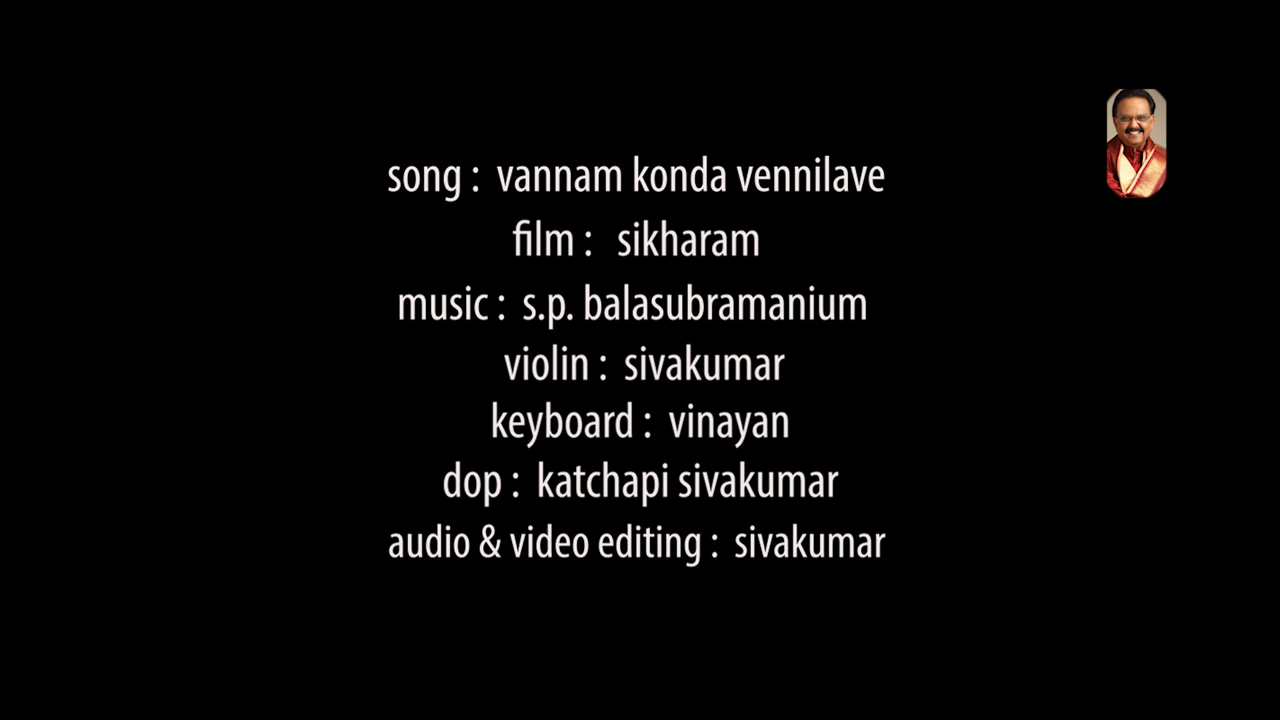 song : vannam konda vennilave
film : sikharam
music : s.p. balasubramanium
violin : sivakumar
keyboard : vinayan
dop : katchapi sivakumar
audio & video editing : sivakumar